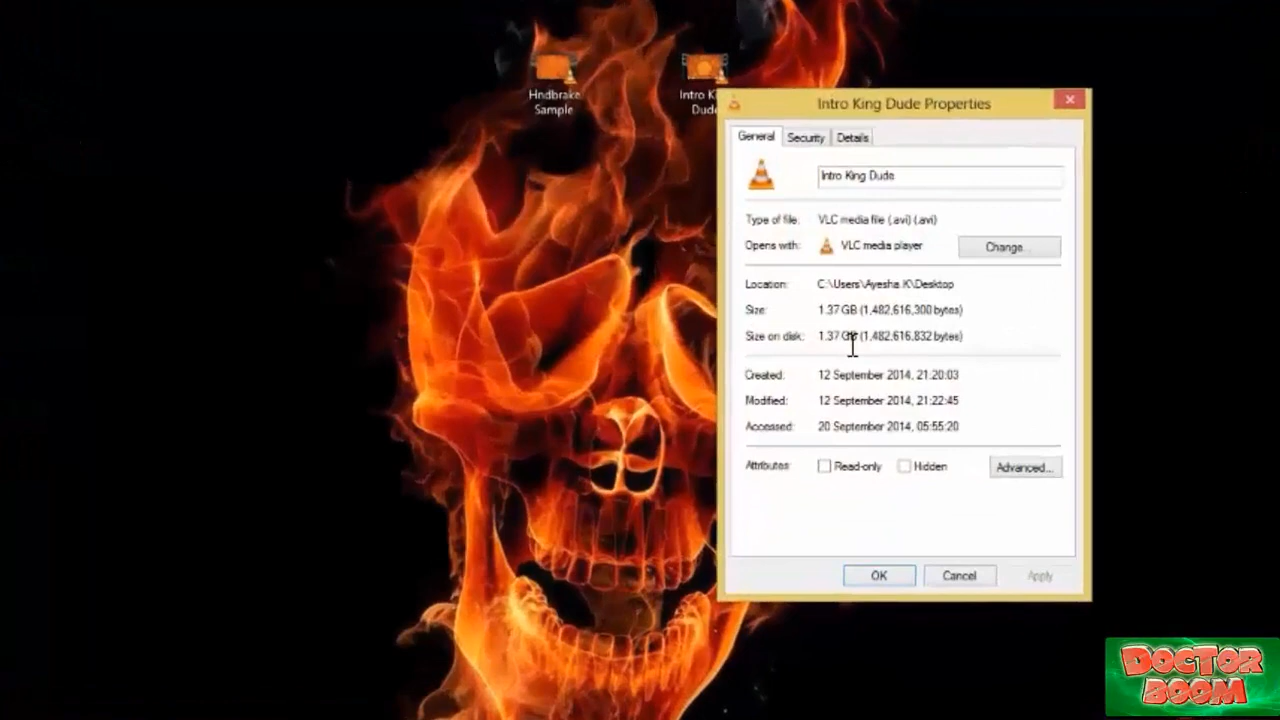 Hndbrake
Sample
Intro K
Dude
Intro King Dude Properties
General
Security
Details
Intro King Dude
Type of file: VLC media file (.avi) (.avi)
Opens with: VLC media player
Change...
Location: C:\Users\Ayesha K\Desktop
Size: 1.37 GB (1,482,616,300 bytes)
Size on disk: 1.37 GB (1,482,616,832 bytes)
Created: 12 September 2014, 21:20:03
Modified: 12 September 2014, 21:22:45
Accessed: 20 September 2014, 05:55:20
Attributes: Read-only Hidden Advanced...
OK Cancel Apply
DOCTOR
BOOM